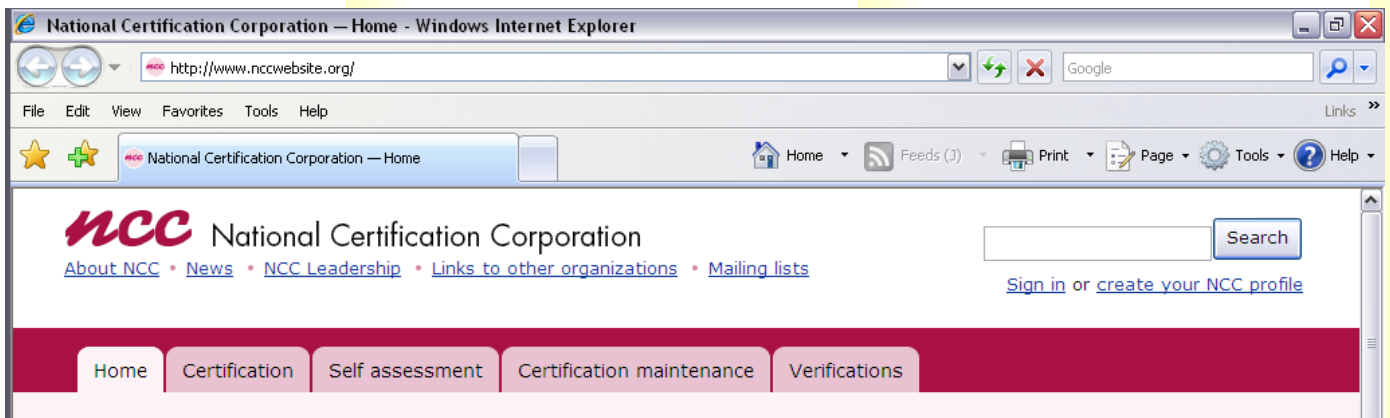 National Certification Corporation — Home - Windows Internet Explorer
ncc http://www.nccwebsite.org/ Google
File Edit View Favorites Tools Help Links »
ncc National Certification Corporation — Home Home Feeds (J) Print Page Tools Help
ncc National Certification Corporation
Search
About NCC • News • NCC Leadership • Links to other organizations • Mailing lists
Sign in or create your NCC profile
Home Certification Self assessment Certification maintenance Verifications